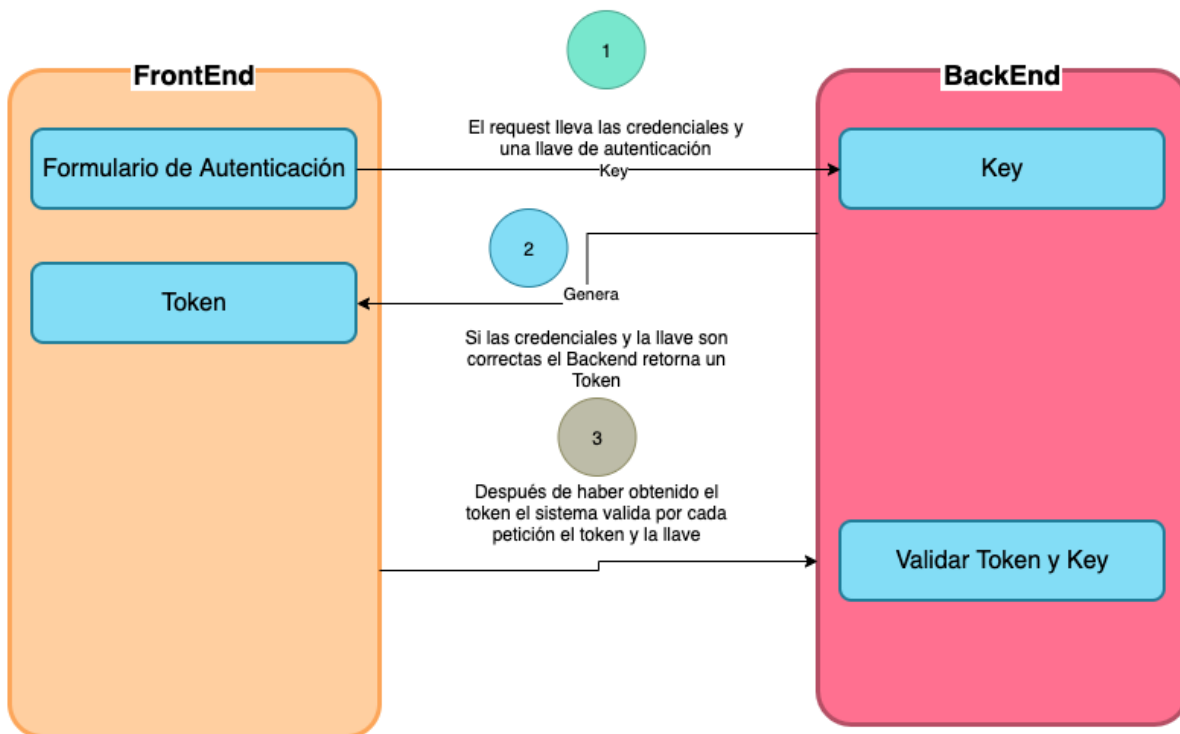 1
FrontEnd
BackEnd
El request lleva las credenciales y
una llave de autenticación
Formulario de Autenticación
Key
Key
2
Token
Genera
Si las credenciales y la llave son
correctas el Backend retorna un
Token
3
Después de haber obtenido el
token el sistema valida por cada
petición el token y la llave
Validar Token y Key